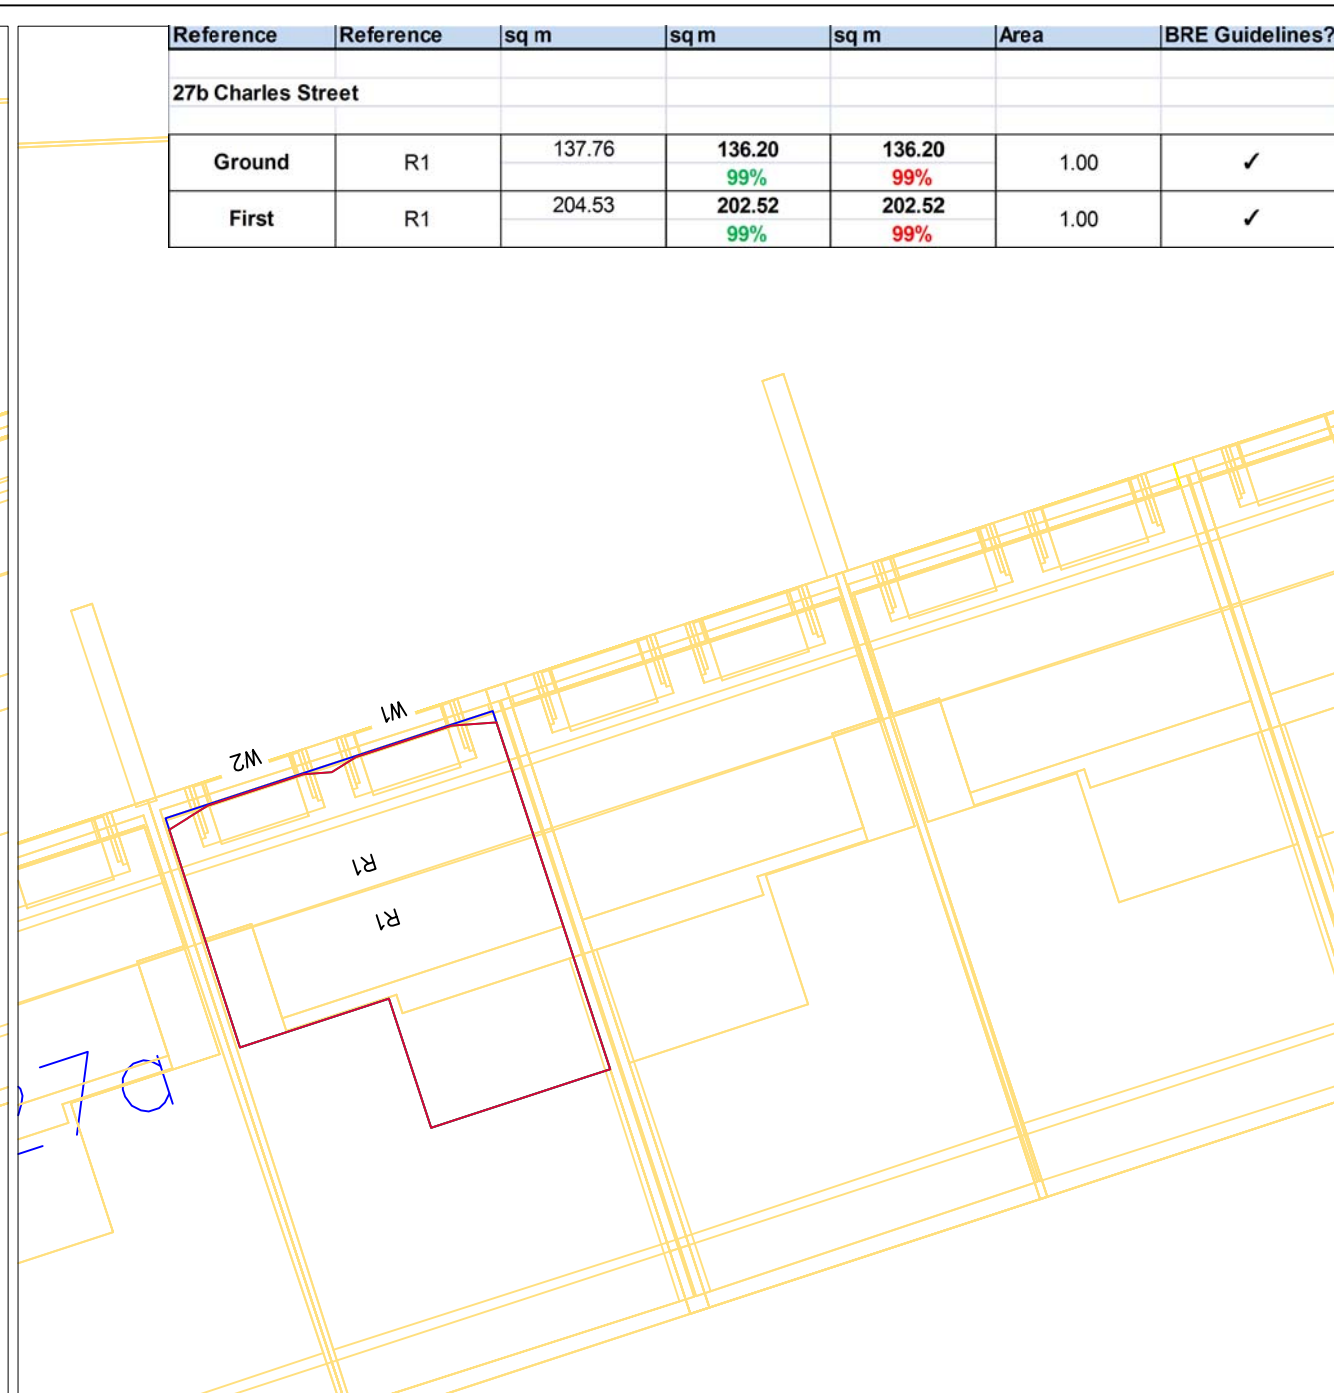 Reference Reference sq m sq m sq m Area BRE Guidelines?
27b Charles Street
Ground R1 137.76 136.20 136.20 1.00 ✓
99% 99%
First R1 204.53 202.52 202.52 1.00 ✓
99% 99%
W1
W2
R1
R1
27a